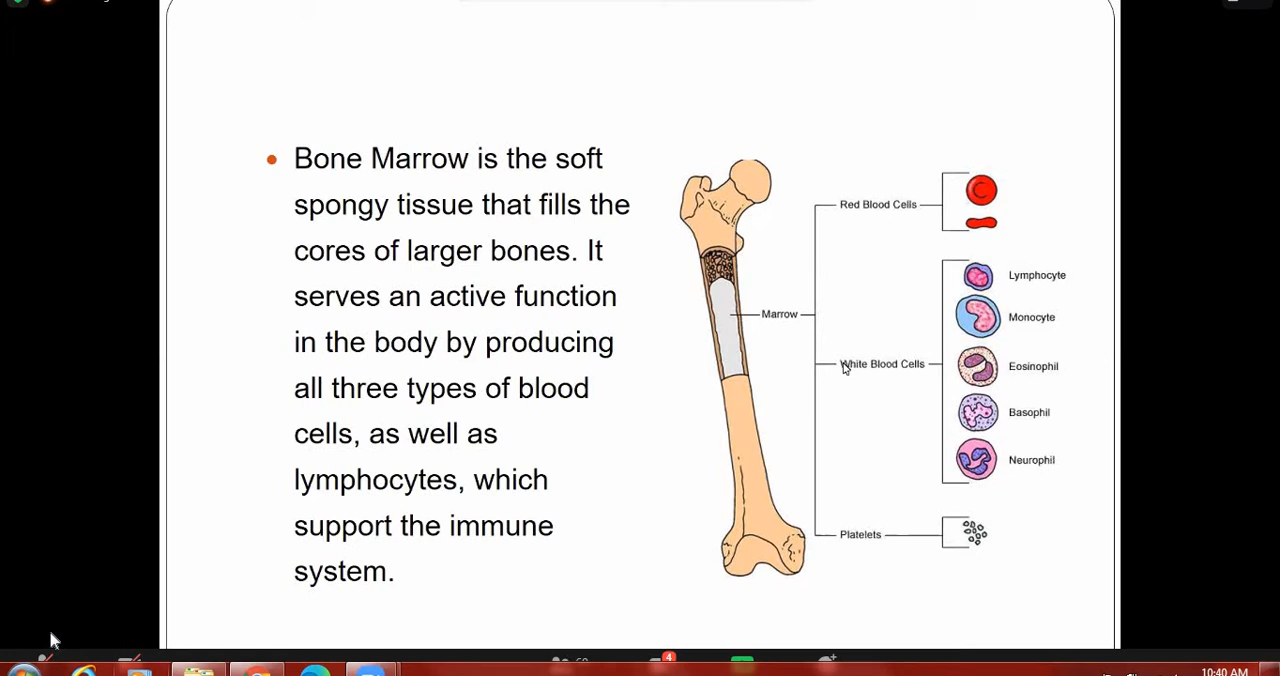 Bone Marrow is the soft
spongy tissue that fills the
cores of larger bones. It
serves an active function
in the body by producing
all three types of blood
cells, as well as
lymphocytes, which
support the immune
system.
Red Blood Cells
Lymphocyte
Marrow
Monocyte
White Blood Cells
Eosinophil
Basophil
Neurophil
Platelets
4
10:40 AM